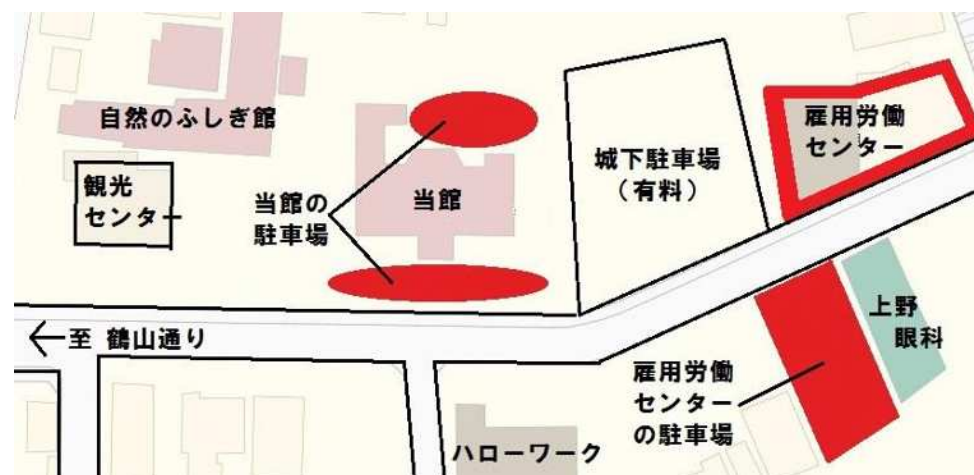 自然のふしぎ館
観光
センター
当館の
駐車場
当館
城下駐車場
（有料）
雇用労働
センター
至 鶴山通り
上野
眼科
雇用労働
センター
の駐車場
ハローワーク